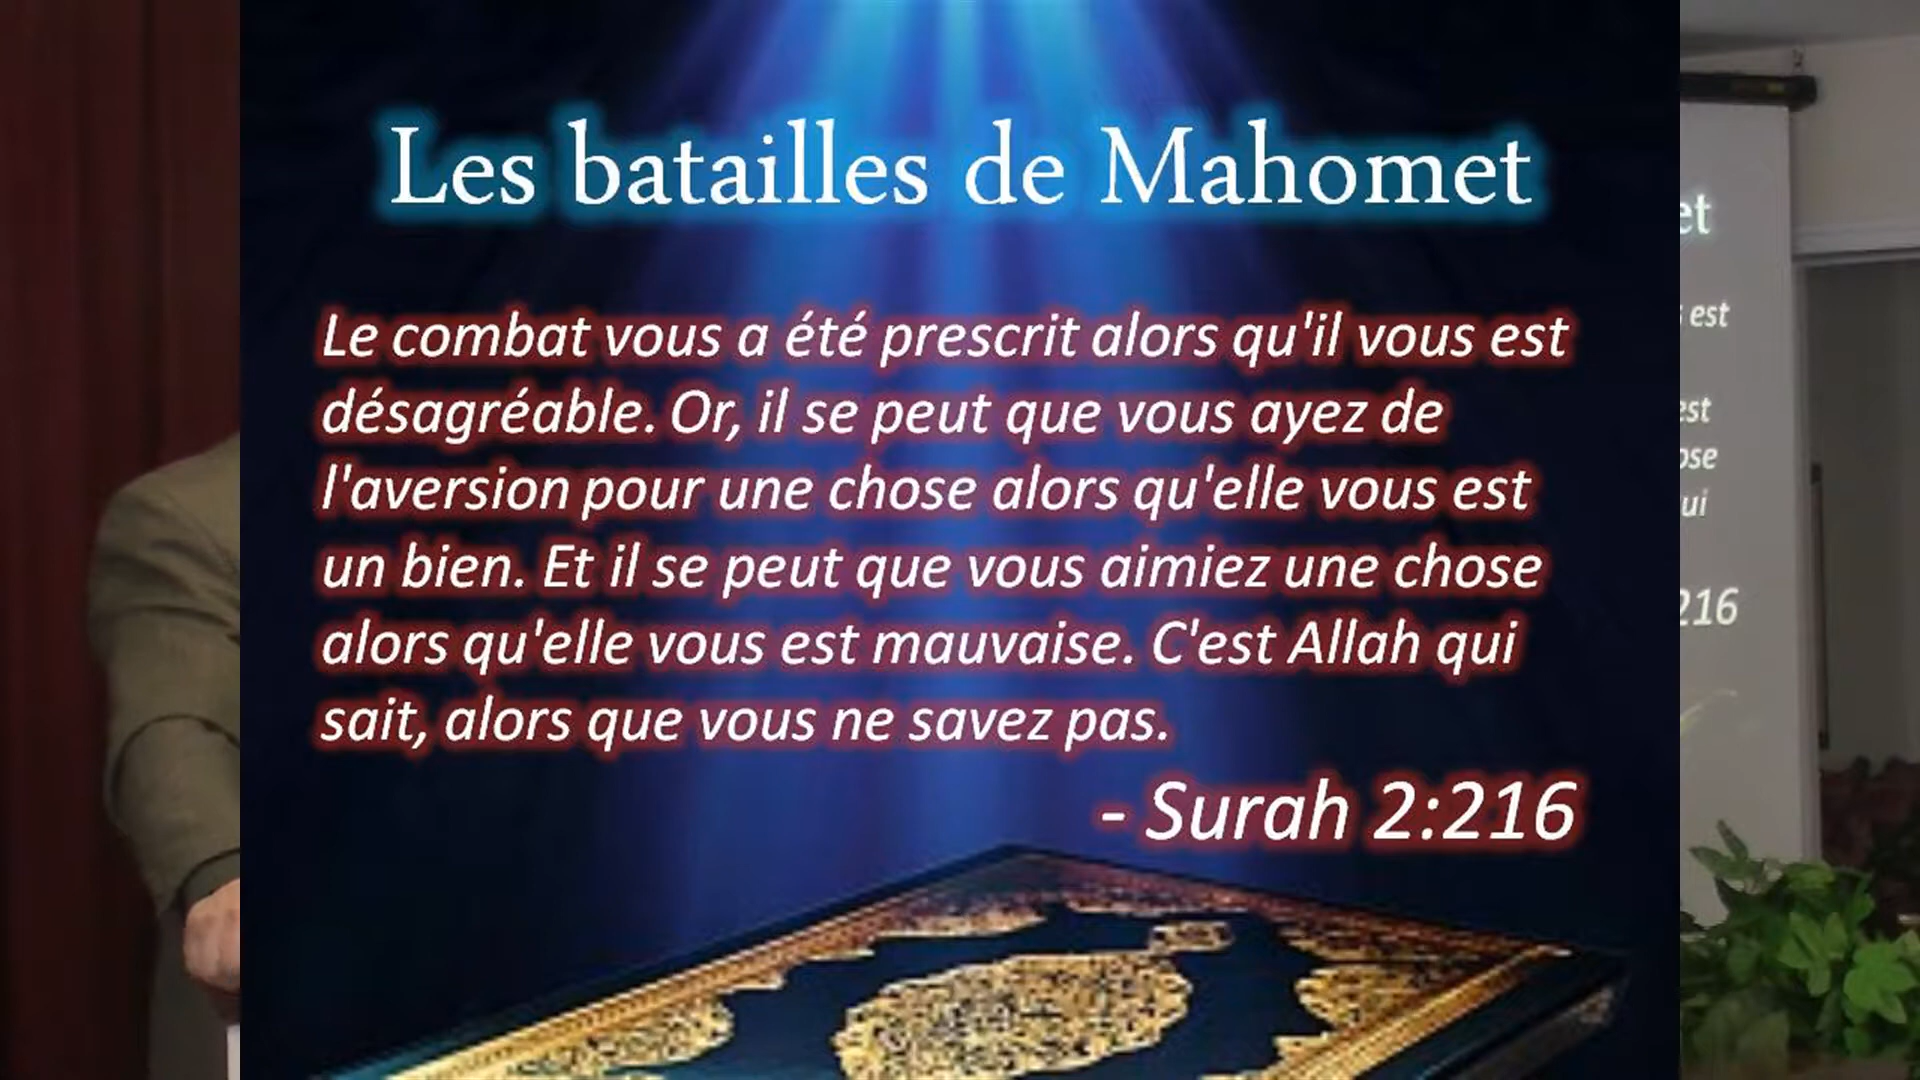 Les batailles de Mahomet
Le combat vous a été prescrit alors qu'il vous est
désagréable. Or, il se peut que vous ayez de
l'aversion pour une chose alors qu'elle vous est
un bien. Et il se peut que vous aimiez une chose
alors qu'elle vous est mauvaise. C'est Allah qui
sait, alors que vous ne savez pas.
- Surah 2:216
est
216